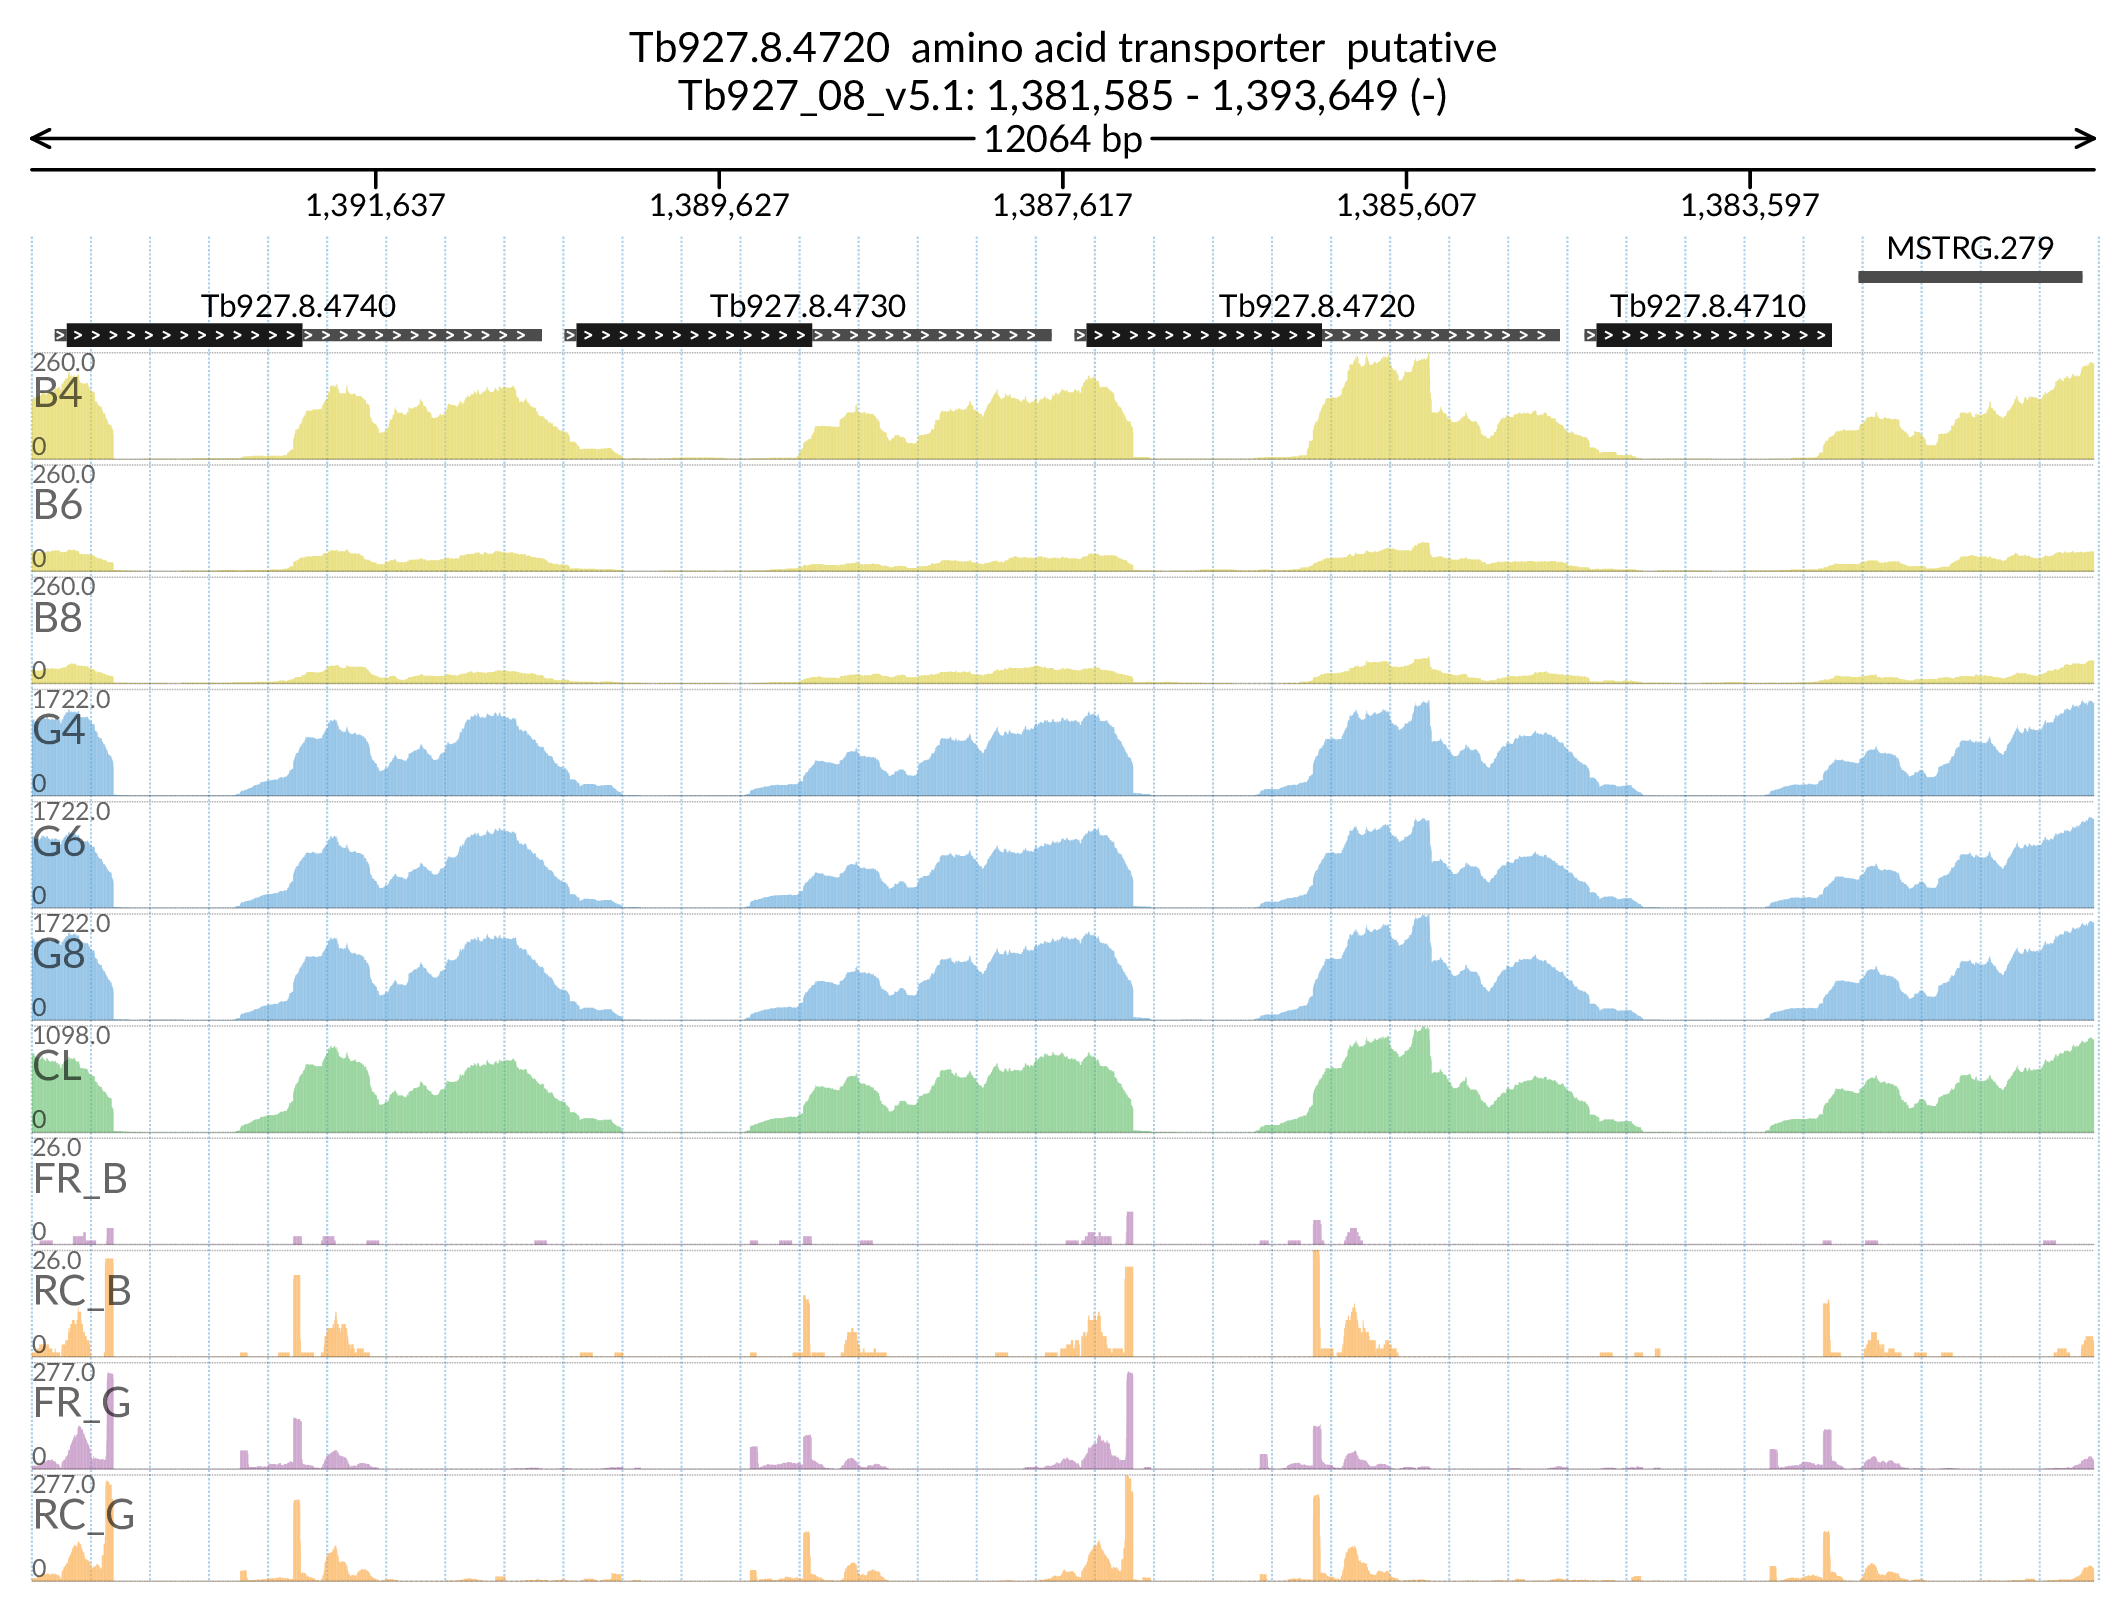 Tb927.8.4720  amino acid transporter  putative
Tb927_08_v5.1: 1,381,585 - 1,393,649 (-)
12064 bp
1,391,637 1,389,627 1,387,617 1,385,607 1,383,597
MSTRG.279
Tb927.8.4740 Tb927.8.4730 Tb927.8.4720 Tb927.8.4710
260.0
B4
0
260.0
B6
0
260.0
B8
0
1722.0
G4
0
1722.0
G6
0
1722.0
G8
0
1098.0
CL
0
26.0
FR_B
0
26.0
RC_B
0
277.0
FR_G
0
277.0
RC_G
0